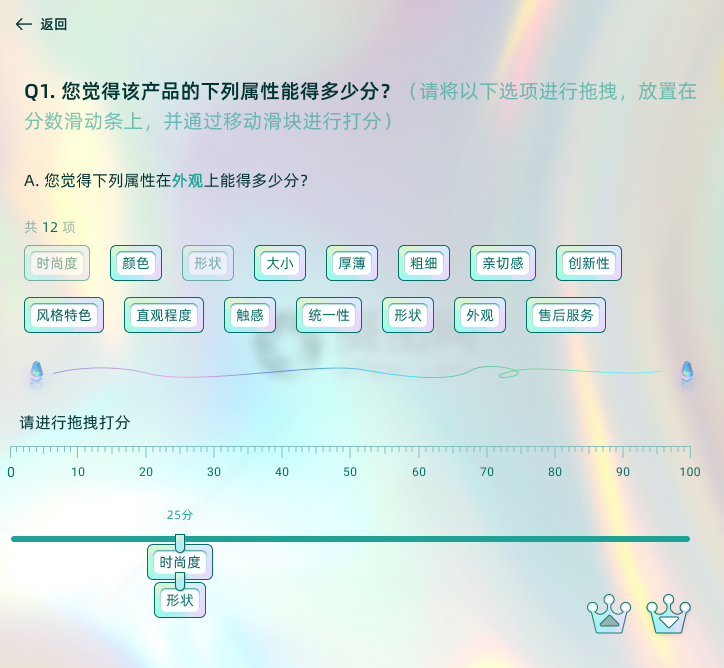 返回
Q1. 您觉得该产品的下列属性能得多少分？（请将以下选项进行拖拽，放置在
分数滑动条上，并通过移动滑块进行打分）
A. 您觉得下列属性在外观上能得多少分？
共 12 项
时尚度 颜色 形状 大小 厚薄 粗细 亲切感 创新性
风格特色 直观程度 触感 统一性 形状 外观 售后服务
请进行拖拽打分
0 10 20 30 40 50 60 70 80 90 100
25分
时尚度
形状